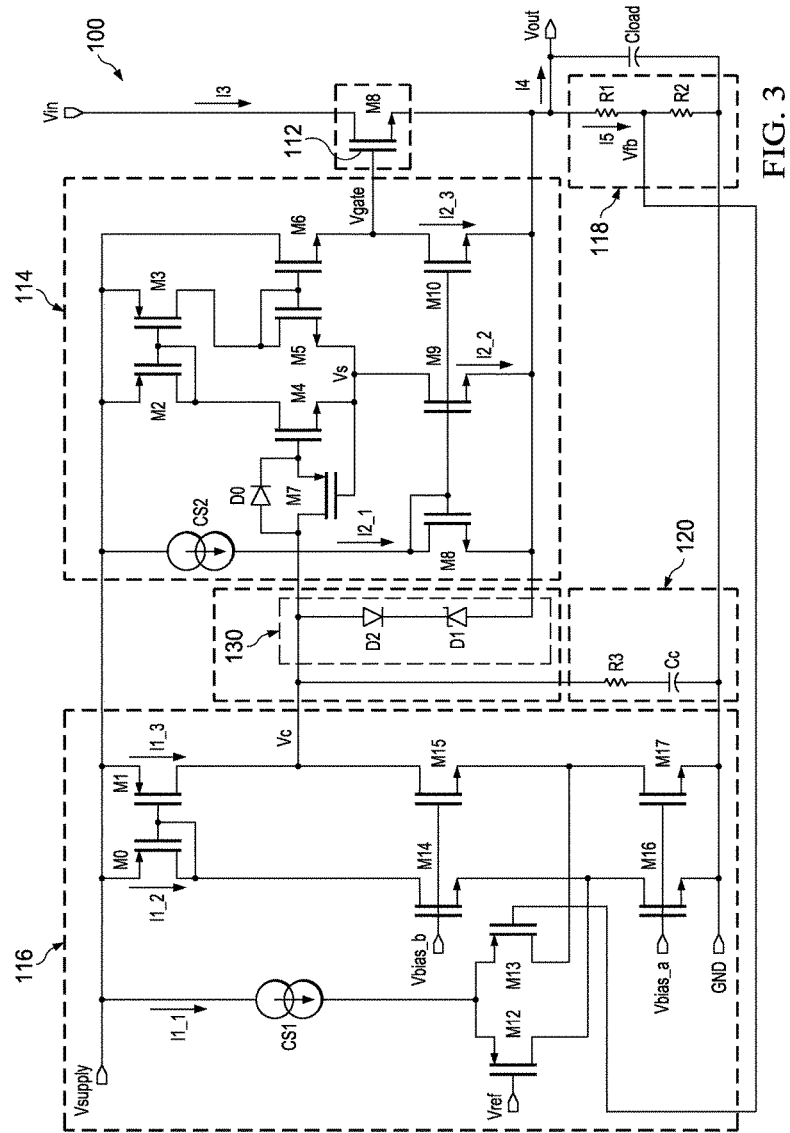 100
Vin
I3
112
M8
Vout
I4
Cload
R1
R2
I5
Vfb
118
FIG. 3
114
M2
M3
M4
M5
M6
Vgate
Vs
D0
M7
CS2
I2_1
M8
M9
I2_2
M10
I2_3
130
D2
D1
120
R3
Cc
116
Vsupply
I1_1
CS1
M0
I1_2
M1
I1_3
Vc
M14
M15
Vbias_b
M12
M13
Vref
M16
M17
Vbias_a
GND